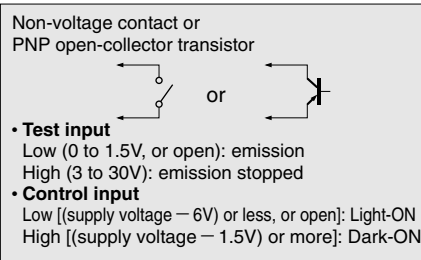 Non-voltage contact or
PNP open-collector transistor
or
• Test input
Low (0 to 1.5V, or open): emission
High (3 to 30V): emission stopped
• Control input
Low [(supply voltage – 6V) or less, or open]: Light-ON
High [(supply voltage – 1.5V) or more]: Dark-ON